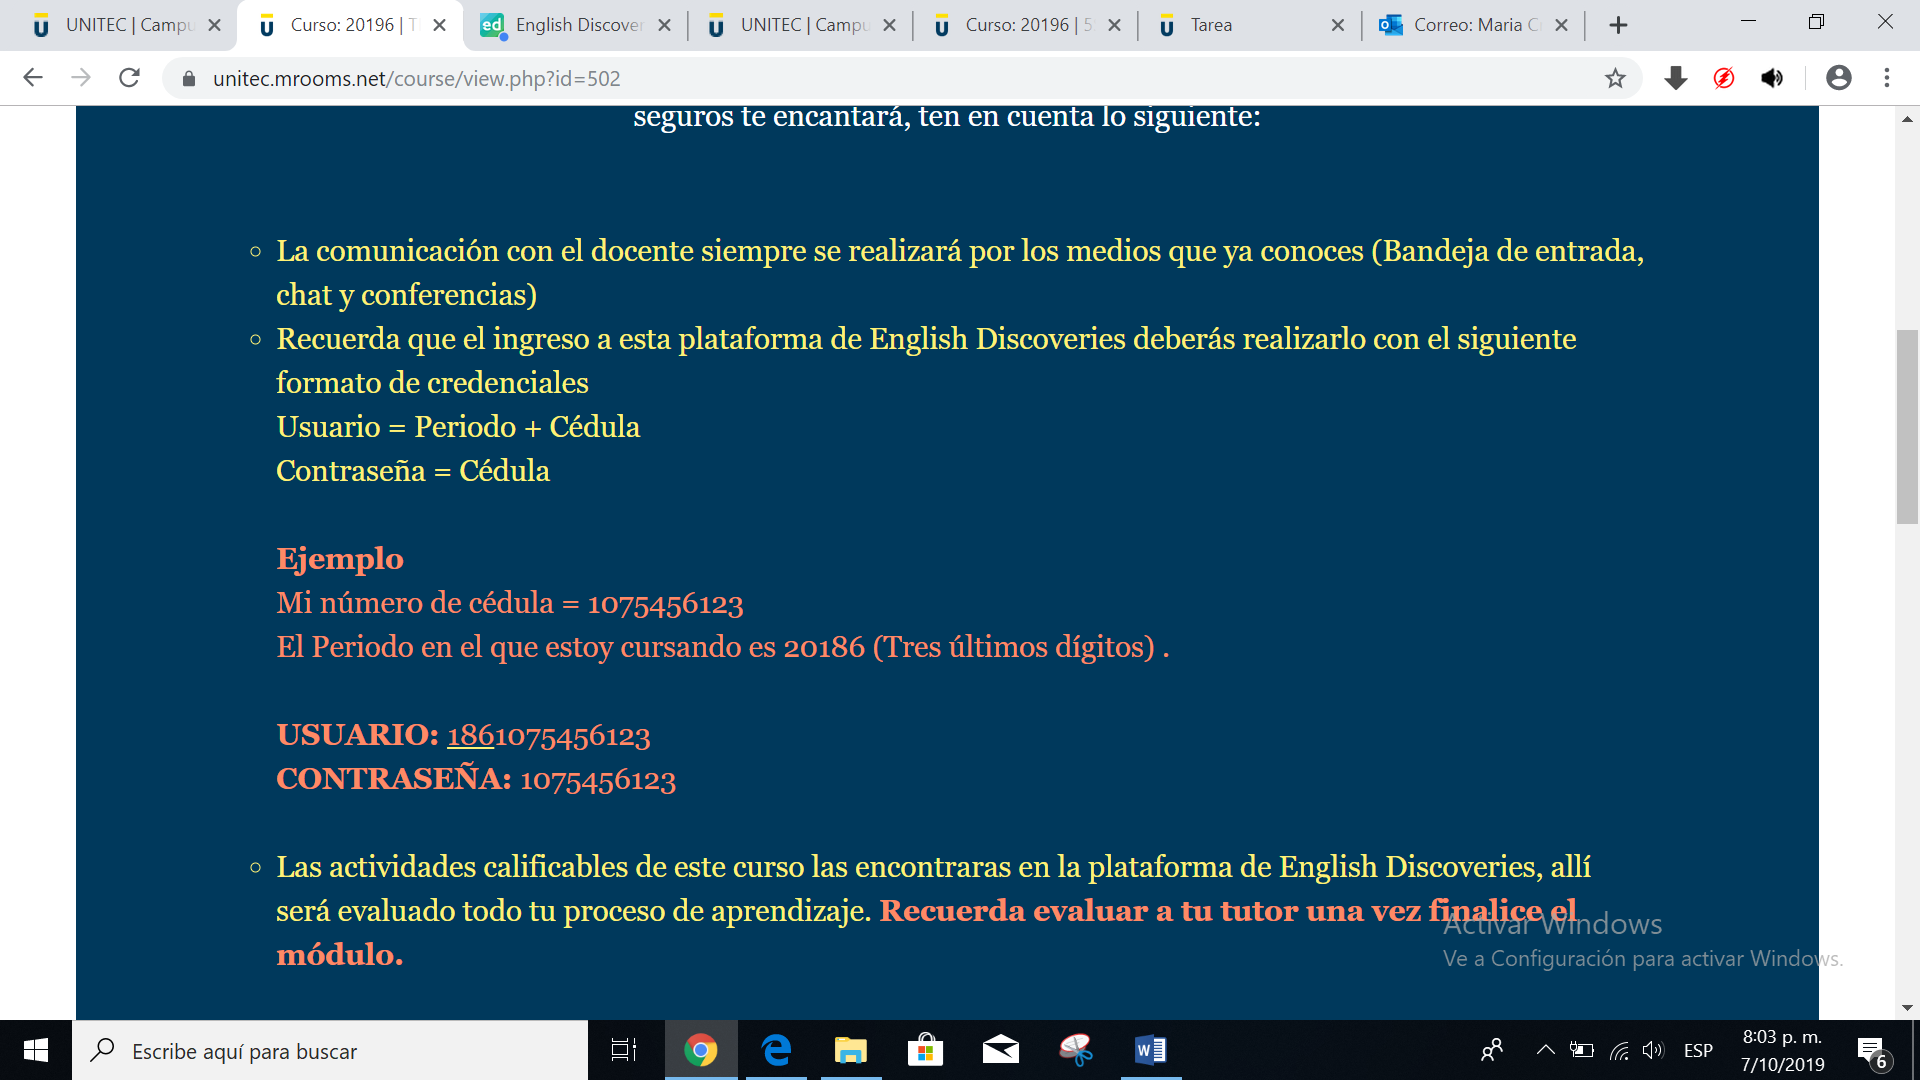 UNITEC | Campu
Curso: 20196 | T
English Discover
UNITEC | Campu
Curso: 20196 | 5
Tarea
Correo: Maria C
unitec.mrooms.net/course/view.php?id=502
seguros te encantará, ten en cuenta lo siguiente:
La comunicación con el docente siempre se realizará por los medios que ya conoces (Bandeja de entrada,
chat y conferencias)
Recuerda que el ingreso a esta plataforma de English Discoveries deberás realizarlo con el siguiente
formato de credenciales
Usuario = Periodo + Cédula
Contraseña = Cédula
Ejemplo
Mi número de cédula = 1075456123
El Periodo en el que estoy cursando es 20186 (Tres últimos dígitos) .
USUARIO: 1861075456123
CONTRASEÑA: 1075456123
Las actividades calificables de este curso las encontraras en la plataforma de English Discoveries, allí
será evaluado todo tu proceso de aprendizaje. Recuerda evaluar a tu tutor una vez finalice el
módulo.
Activar Windows
Ve a Configuración para activar Windows.
Escribe aquí para buscar
ESP
8:03 p. m.
7/10/2019
6